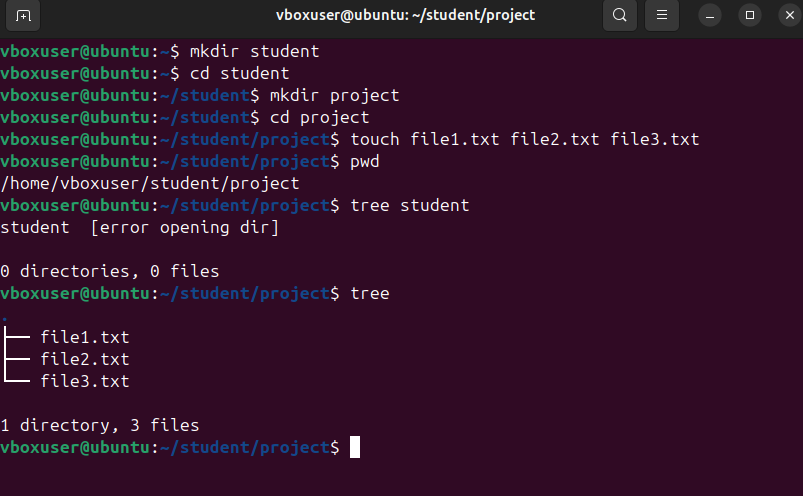 vboxuser@ubuntu: ~/student/project
vboxuser@ubuntu:~$ mkdir student
vboxuser@ubuntu:~$ cd student
vboxuser@ubuntu:~/student$ mkdir project
vboxuser@ubuntu:~/student$ cd project
vboxuser@ubuntu:~/student/project$ touch file1.txt file2.txt file3.txt
vboxuser@ubuntu:~/student/project$ pwd
/home/vboxuser/student/project
vboxuser@ubuntu:~/student/project$ tree student
student  [error opening dir]
0 directories, 0 files
vboxuser@ubuntu:~/student/project$ tree
.
├── file1.txt
├── file2.txt
└── file3.txt
1 directory, 3 files
vboxuser@ubuntu:~/student/project$